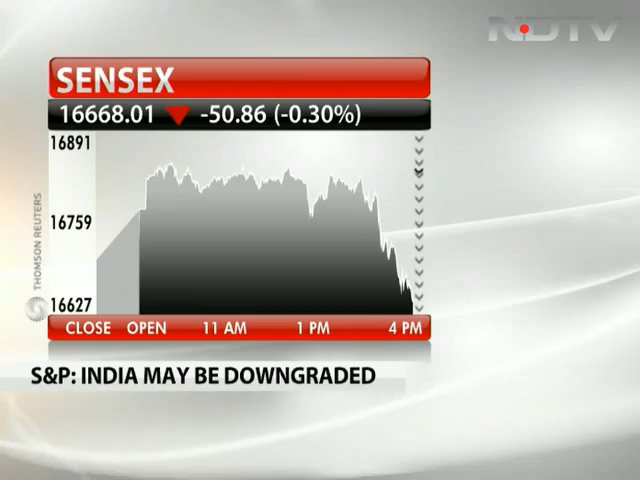 NDTV
SENSEX
16668.01 ▼ -50.86 (-0.30%)
16891
16759
16627
THOMSON REUTERS
CLOSE OPEN 11 AM 1 PM 4 PM
S&P: INDIA MAY BE DOWNGRADED